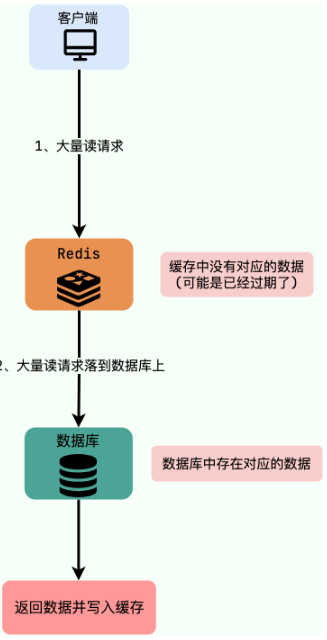 客户端
1、大量读请求
Redis
缓存中没有对应的数据
（可能是已经过期了）
2、大量读请求落到数据库上
数据库
数据库中存在对应的数据
返回数据并写入缓存